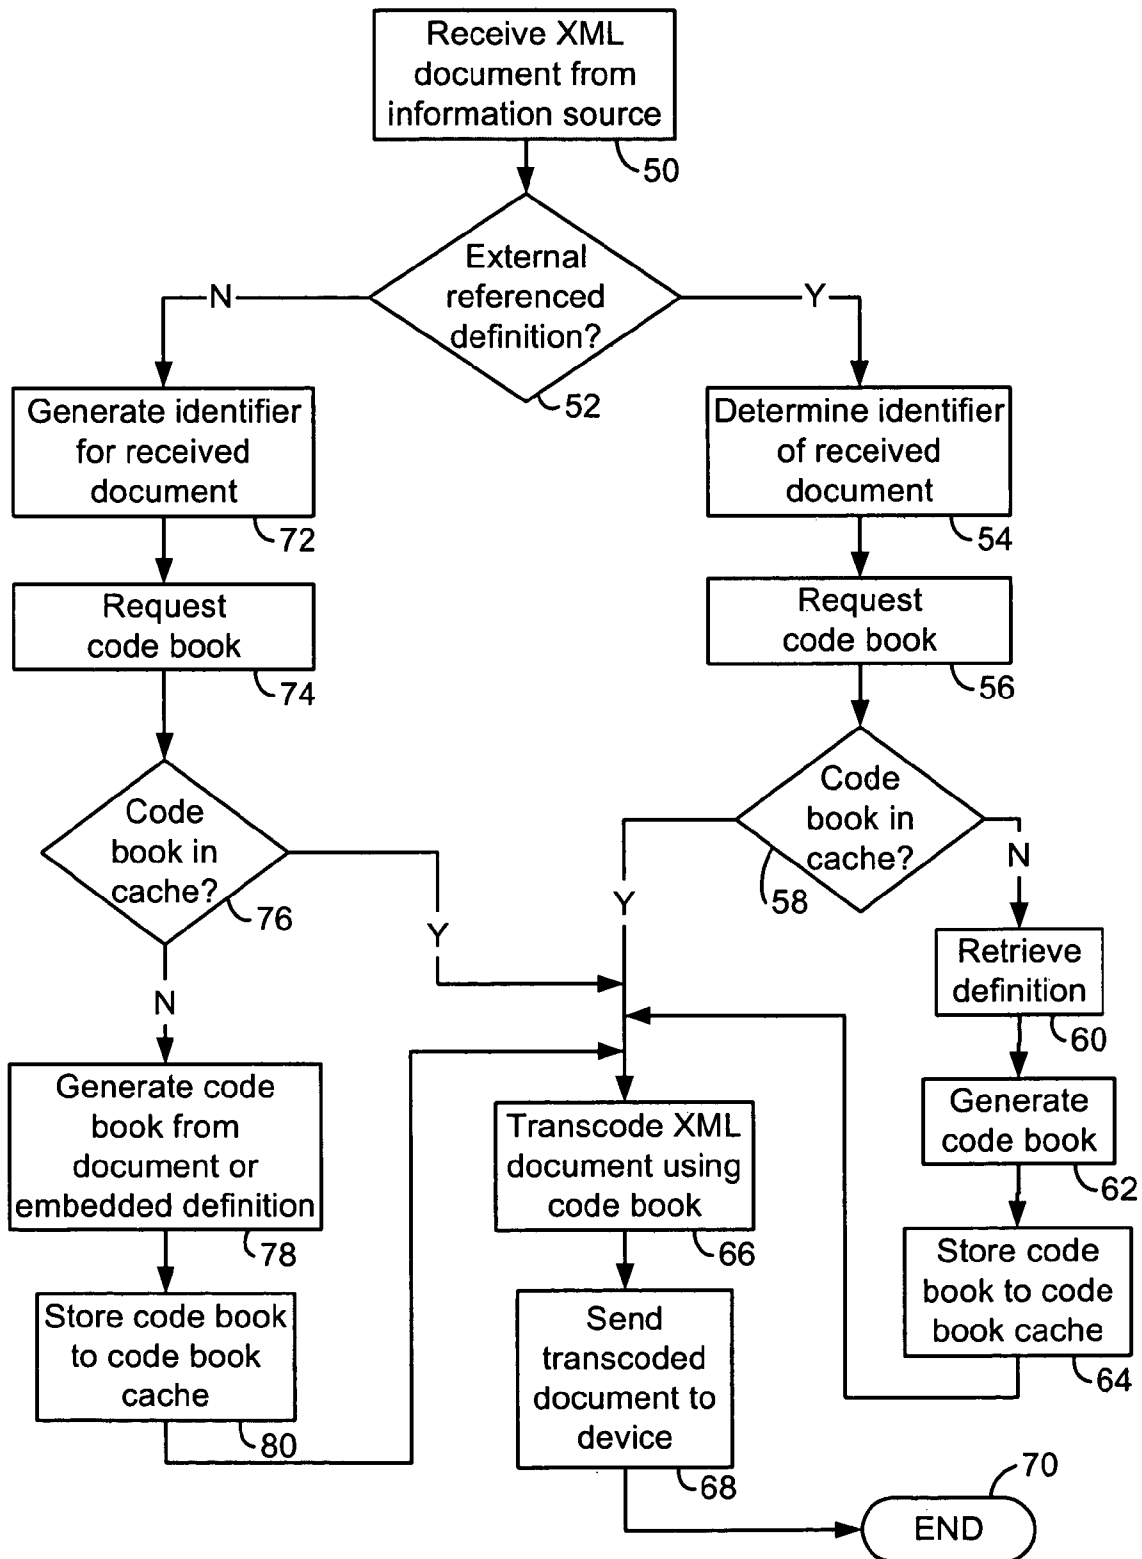 Receive XML
document from
information source
50
External
referenced
definition?
52
N
Y
Generate identifier
for received
document
72
Determine identifier
of received
document
54
Request
code book
74
Request
code book
56
Code
book in
cache?
76
Code
book in
cache?
58
Y
N
Y
N
Retrieve
definition
60
Generate code
book from
document or
embedded definition
78
Transcode XML
document using
code book
66
Generate
code book
62
Store code book
to code book
cache
80
Send
transcoded
document to
device
68
Store code
book to code
book cache
64
70
END